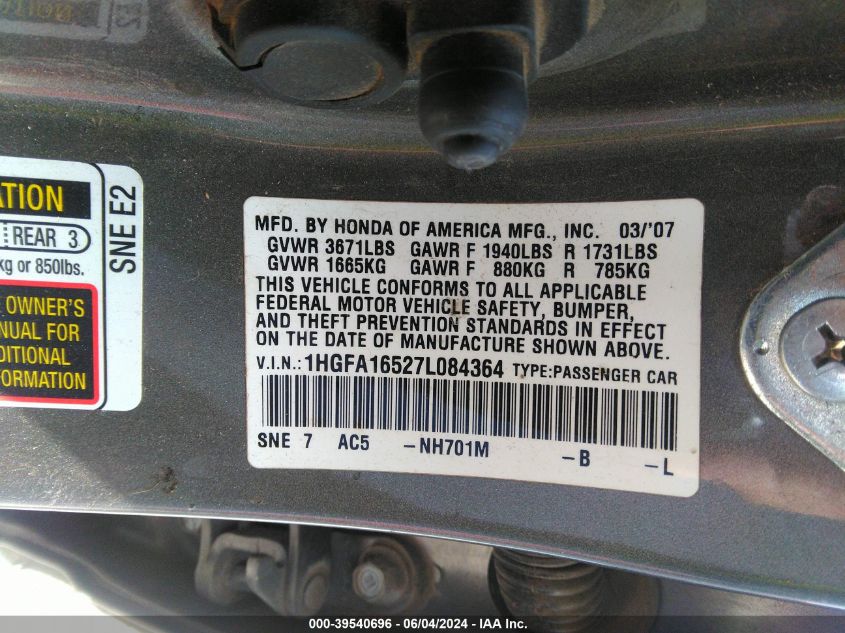 ATION
REAR 3
kg or 850lbs.
SNE E2
E OWNER'S
NUAL FOR
DITIONAL
FORMATION
MFD. BY HONDA OF AMERICA MFG., INC. 03/'07
GVWR 3671LBS GAWR F 1940LBS R 1731LBS
GVWR 1665KG GAWR F 880KG R 785KG
THIS VEHICLE CONFORMS TO ALL APPLICABLE
FEDERAL MOTOR VEHICLE SAFETY, BUMPER,
AND THEFT PREVENTION STANDARDS IN EFFECT
ON THE DATE OF MANUFACTURE SHOWN ABOVE.
V.I.N.:1HGFA16527L084364 TYPE:PASSENGER CAR
SNE 7 AC5 -NH701M -B -L
000-39540696 - 06/04/2024 - IAA Inc.